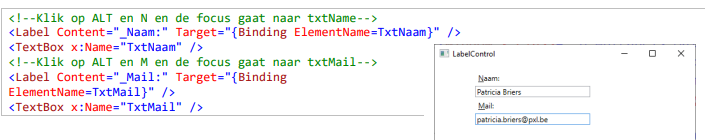 <!--Klik op ALT en N en de focus gaat naar txtName-->
<Label Content="_Naam:" Target="{Binding ElementName=TxtNaam}" />
<TextBox x:Name="TxtNaam" />
<!--Klik op ALT en M en de focus gaat naar txtMail-->
<Label Content="_Mail:" Target="{Binding
ElementName=TxtMail}" />
<TextBox x:Name="TxtMail" />
LabelControl
Naam:
Patricia Briers
Mail:
patricia.briers@pxl.be